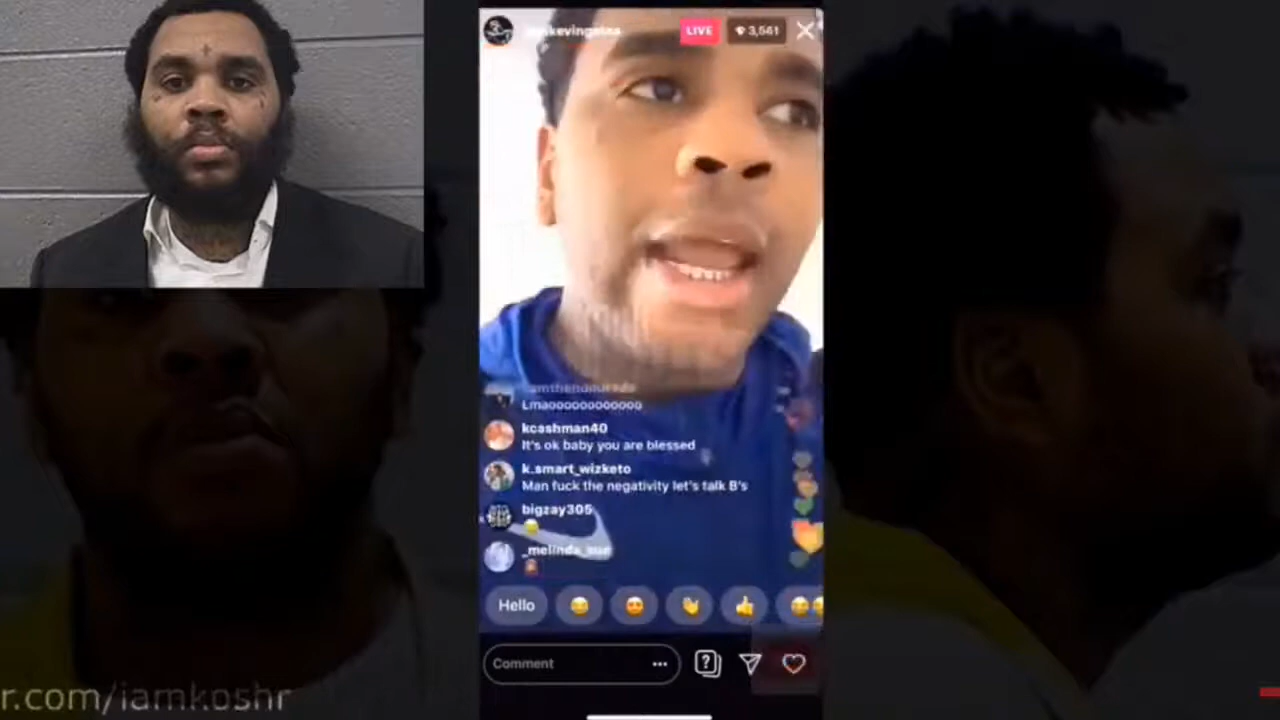 LIVE
3,561
Lmaooooooooooo
kcashman40
It's ok baby you are blessed
k.smart_wizketo
Man fuck the negativity let's talk B's
bigzay305
Hello
Comment
r.com/iamkoshr